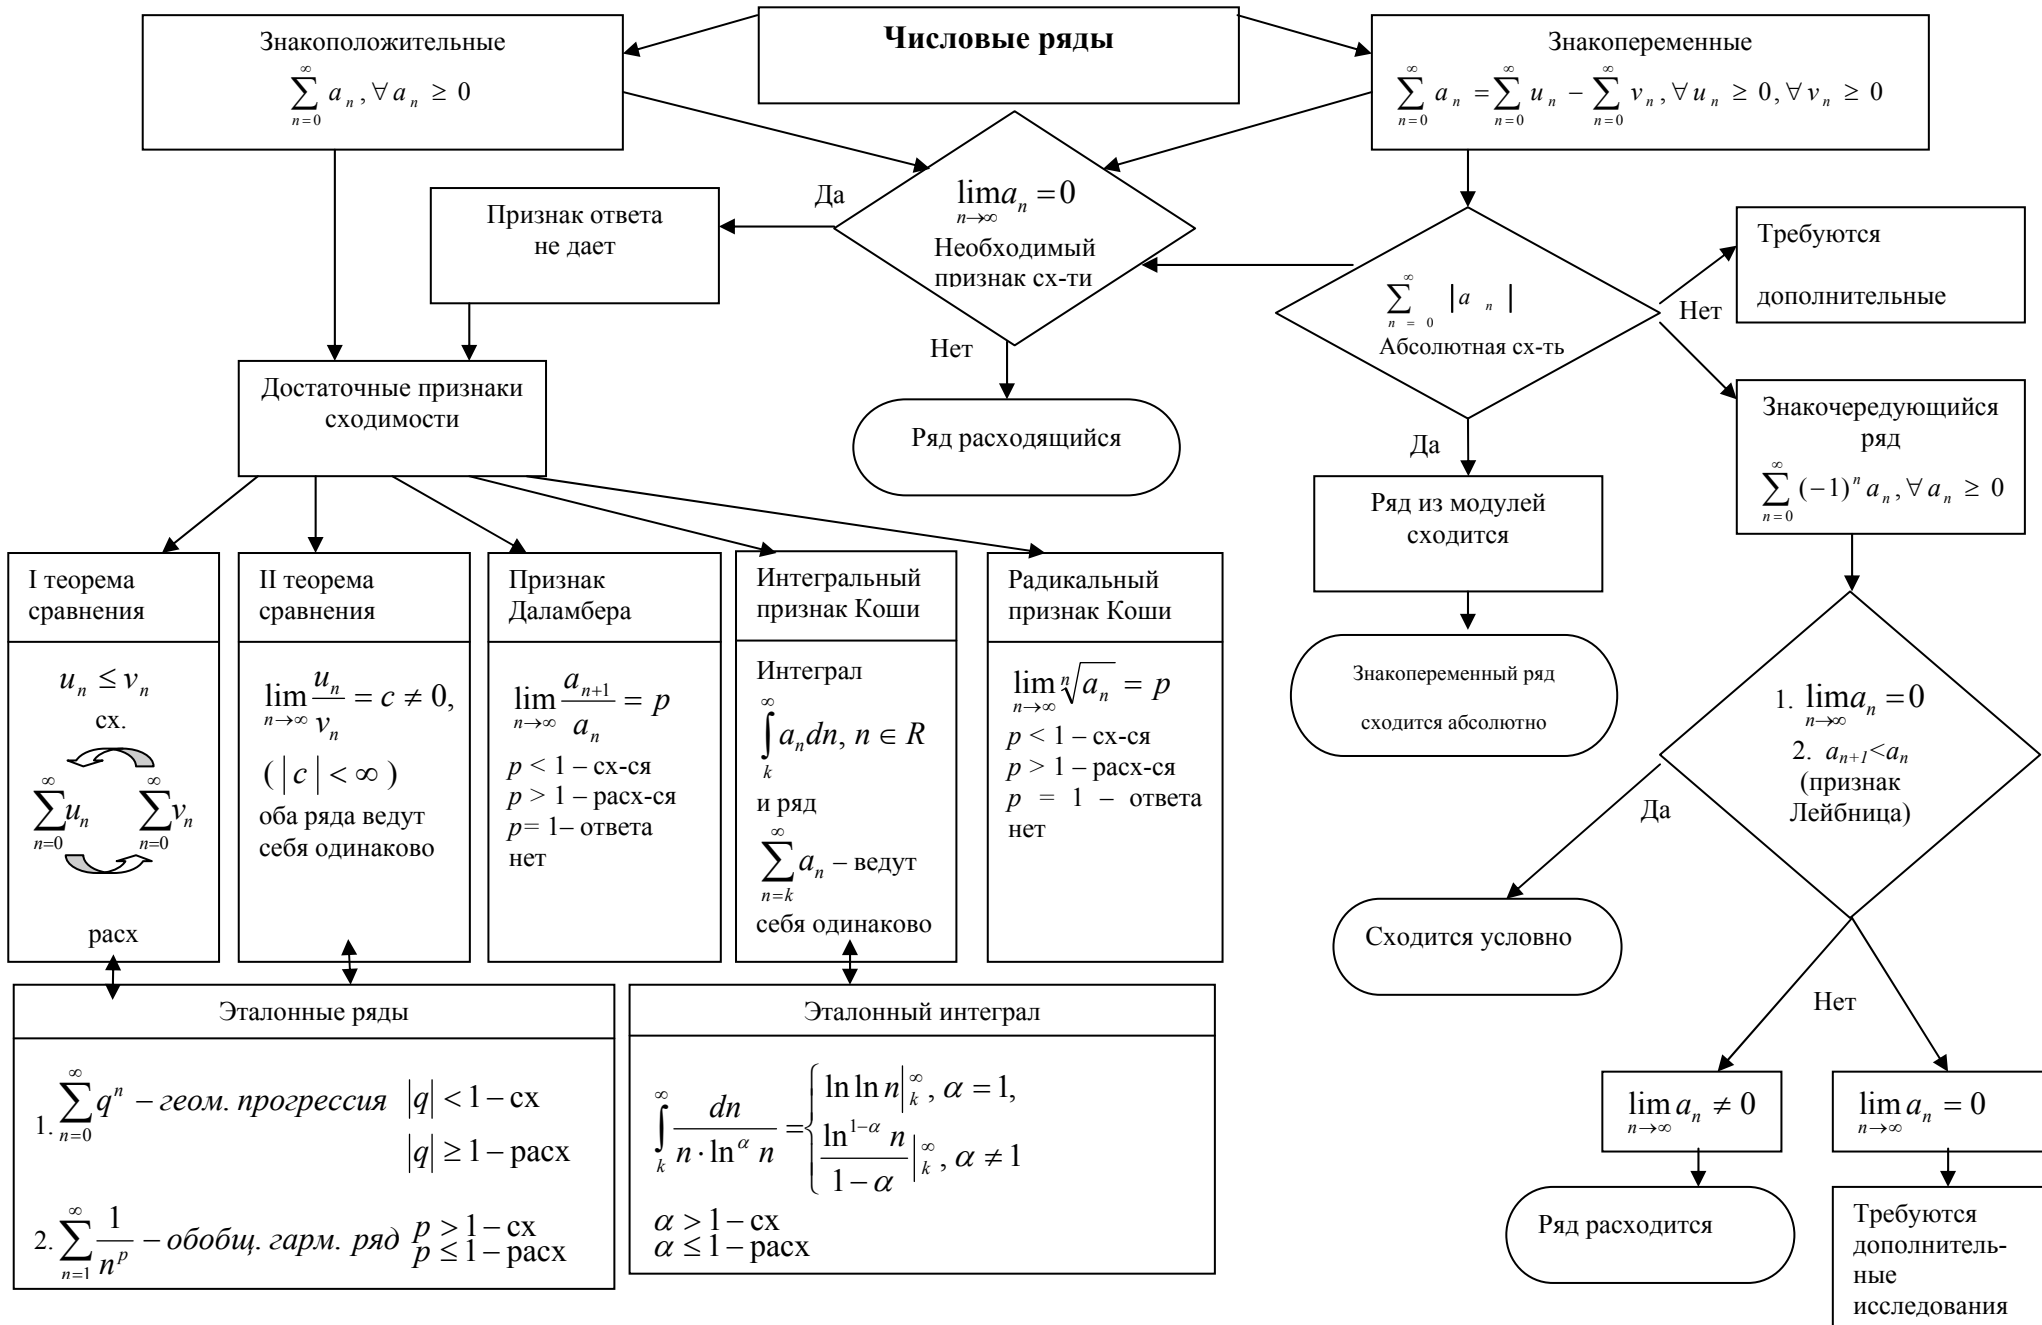 Числовые ряды
Знакоположительные
∑_{n=0}^{∞} a_n, ∀ a_n ≥ 0
Знакопеременные
∑_{n=0}^{∞} a_n = ∑_{n=0}^{∞} u_n − ∑_{n=0}^{∞} v_n, ∀ u_n ≥ 0, ∀ v_n ≥ 0
lim_{n→∞} a_n = 0
Необходимый
признак сх-ти
Да
Признак ответа
не дает
Нет
Ряд расходящийся
∑_{n=0}^{∞} |a_n|
Абсолютная сх-ть
Нет
Требуются
дополнительные
Знакочередующийся
ряд
∑_{n=0}^{∞} (−1)^n a_n, ∀ a_n ≥ 0
Да
Ряд из модулей
сходится
Знакопеременный ряд
сходится абсолютно
Достаточные признаки
сходимости
I теорема
сравнения
u_n ≤ v_n
сх.
∑_{n=0}^{∞} u_n ∑_{n=0}^{∞} v_n
расх
II теорема
сравнения
lim_{n→∞} u_n/v_n = c ≠ 0,
(|c| < ∞)
оба ряда ведут
себя одинаково
Признак
Даламбера
lim_{n→∞} a_{n+1}/a_n = p
p < 1 – сх-ся
p > 1 – расх-ся
p= 1– ответа
нет
Интегральный
признак Коши
Интеграл
∫_k^∞ a_n dn, n ∈ R
и ряд
∑_{n=k}^{∞} a_n – ведут
себя одинаково
Радикальный
признак Коши
lim_{n→∞} ⁿ√a_n = p
p < 1 – сх-ся
p > 1 – расх-ся
p = 1 – ответа
нет
1. lim_{n→∞} a_n = 0
2. a_{n+1}<a_n
(признак
Лейбница)
Да
Сходится условно
Нет
lim_{n→∞} a_n ≠ 0
Ряд расходится
lim_{n→∞} a_n = 0
Требуются
дополнитель-
ные
исследования
Эталонные ряды
1. ∑_{n=0}^{∞} q^n – геом. прогрессия |q| < 1 – сх
|q| ≥ 1 – расх
2. ∑_{n=1}^{∞} 1/n^p – обобщ. гарм. ряд p > 1 – сх
p ≤ 1 – расх
Эталонный интеграл
∫_k^∞ dn/(n·ln^α n) = { ln ln n|_k^∞, α = 1,
ln^{1−α} n/(1−α)|_k^∞, α ≠ 1
α > 1 – сх
α ≤ 1 – расх